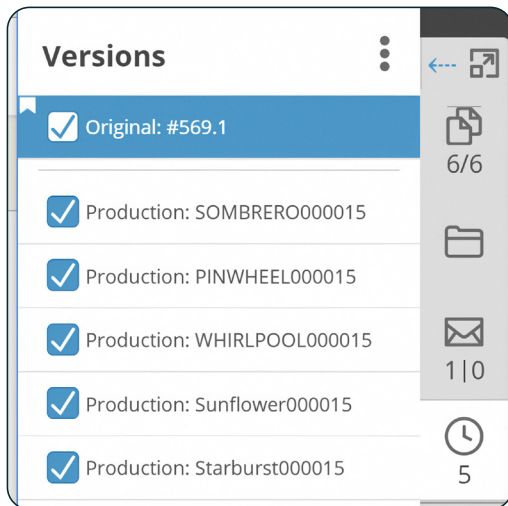 Versions
Original: #569.1
6/6
Production: SOMBRERO000015
Production: PINWHEEL000015
Production: WHIRLPOOL000015
1|0
Production: Sunflower000015
Production: Starburst000015
5